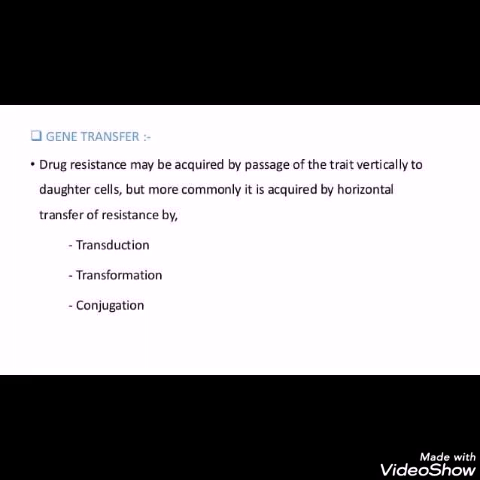 ❑ GENE TRANSFER :-
• Drug resistance may be acquired by passage of the trait vertically to
daughter cells, but more commonly it is acquired by horizontal
transfer of resistance by,
- Transduction
- Transformation
- Conjugation
Made with
VideoShow